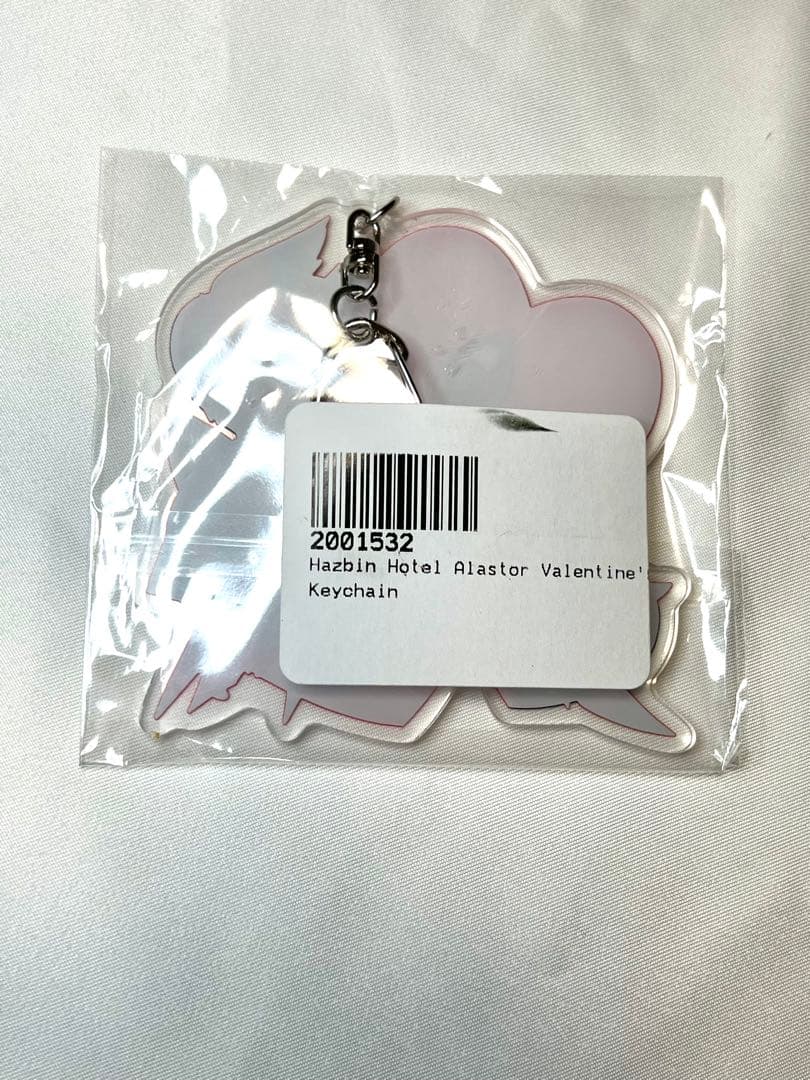 2001532
Hazbin Hotel Alastor Valentine'
Keychain